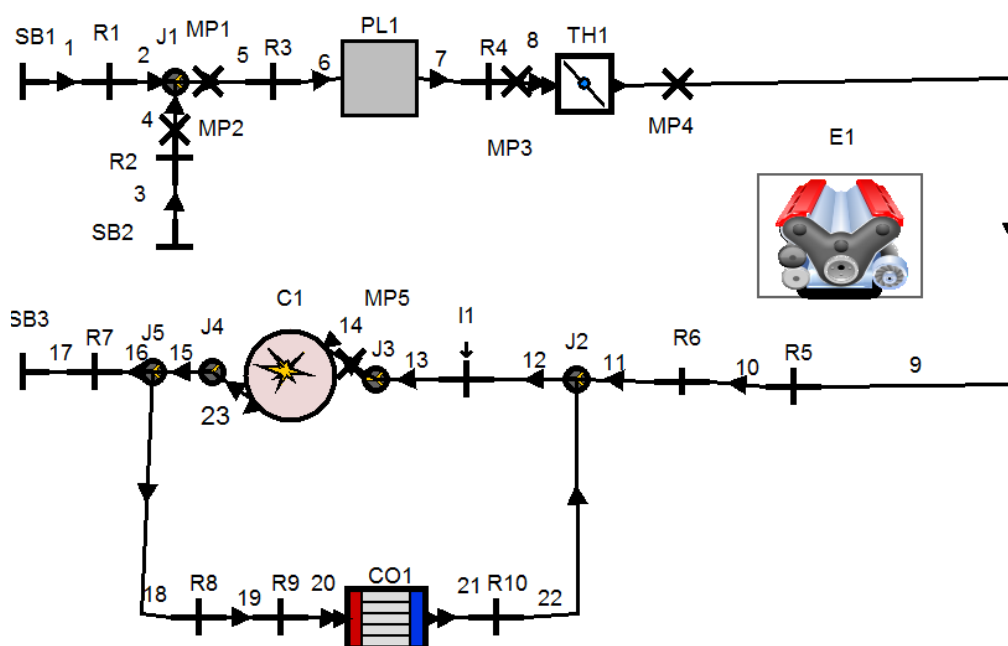 SB1 1 R1 2 J1 MP1 5 R3 6 PL1 7 R4 8 TH1
4 MP2 MP3 MP4 E1
R2
3
SB2
SB3 17 R7 16 J5 15 J4 C1 14 MP5 J3 13 I1 12 J2 11 R6 10 R5 9
23
18 R8 19 R9 20 CO1 21 R10 22